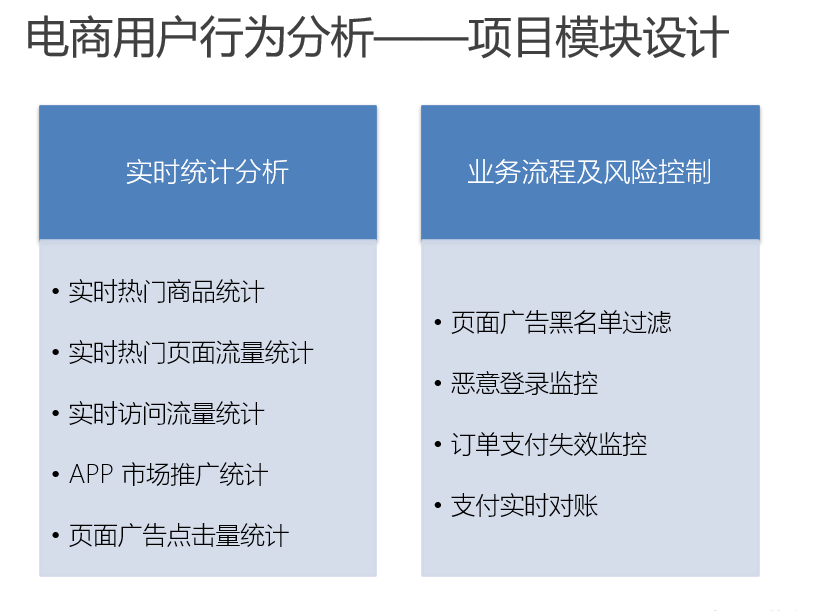 电商用户行为分析——项目模块设计
实时统计分析
• 实时热门商品统计
• 实时热门页面流量统计
• 实时访问流量统计
• APP 市场推广统计
• 页面广告点击量统计
业务流程及风险控制
• 页面广告黑名单过滤
• 恶意登录监控
• 订单支付失效监控
• 支付实时对账